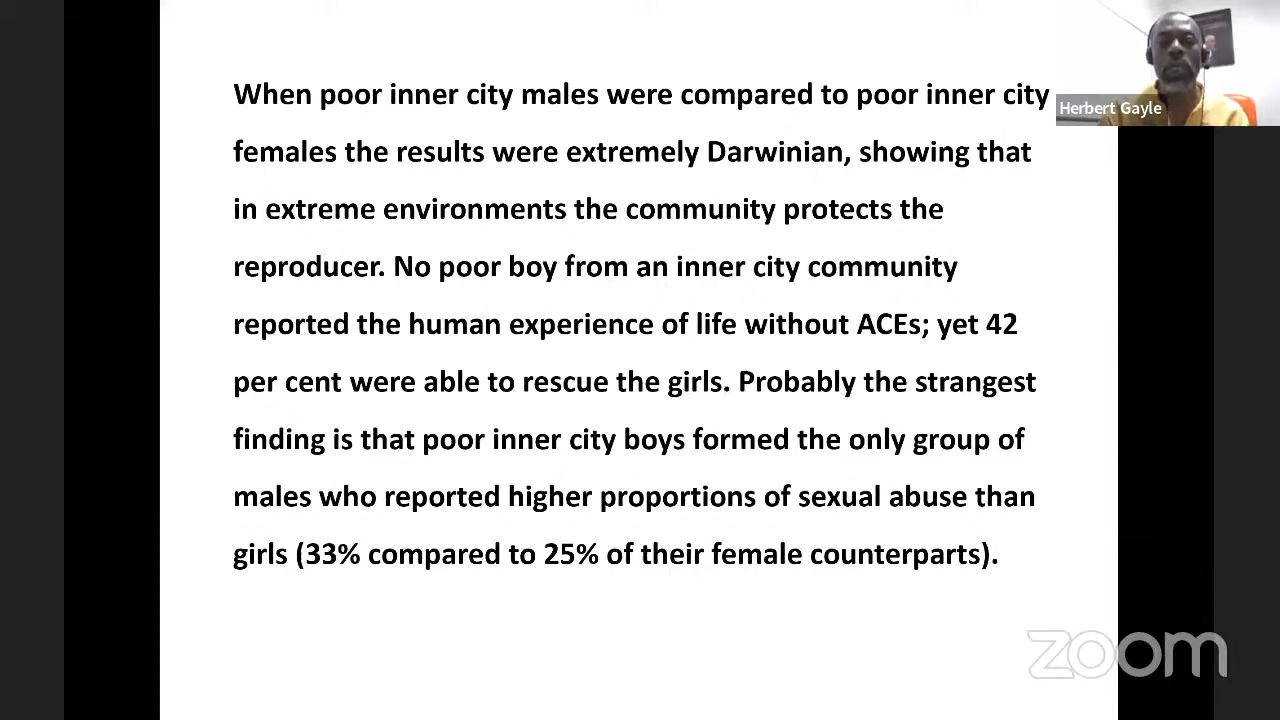 When poor inner city males were compared to poor inner city
females the results were extremely Darwinian, showing that
in extreme environments the community protects the
reproducer. No poor boy from an inner city community
reported the human experience of life without ACEs; yet 42
per cent were able to rescue the girls. Probably the strangest
finding is that poor inner city boys formed the only group of
males who reported higher proportions of sexual abuse than
girls (33% compared to 25% of their female counterparts).
Herbert Gayle
zoom